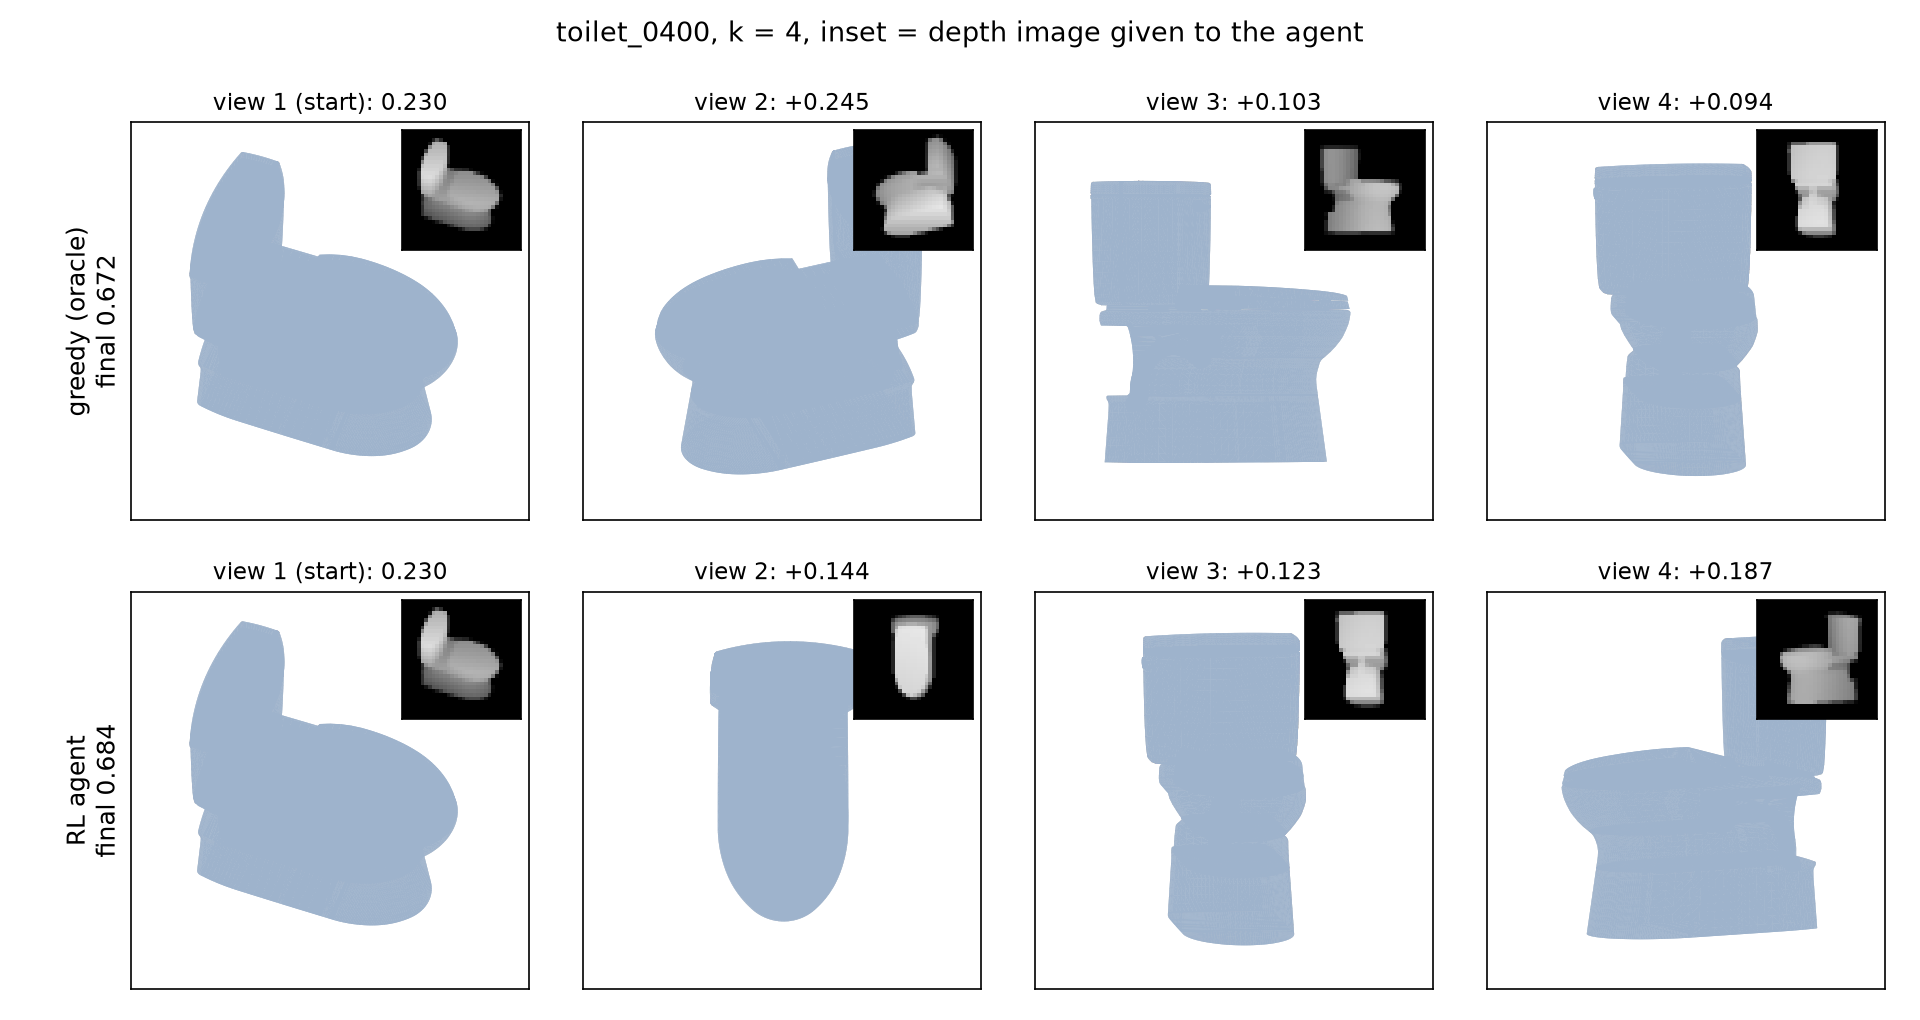 toilet_0400, k = 4, inset = depth image given to the agent
greedy (oracle)
final 0.672
view 1 (start): 0.230
view 2: +0.245
view 3: +0.103
view 4: +0.094
RL agent
final 0.684
view 1 (start): 0.230
view 2: +0.144
view 3: +0.123
view 4: +0.187